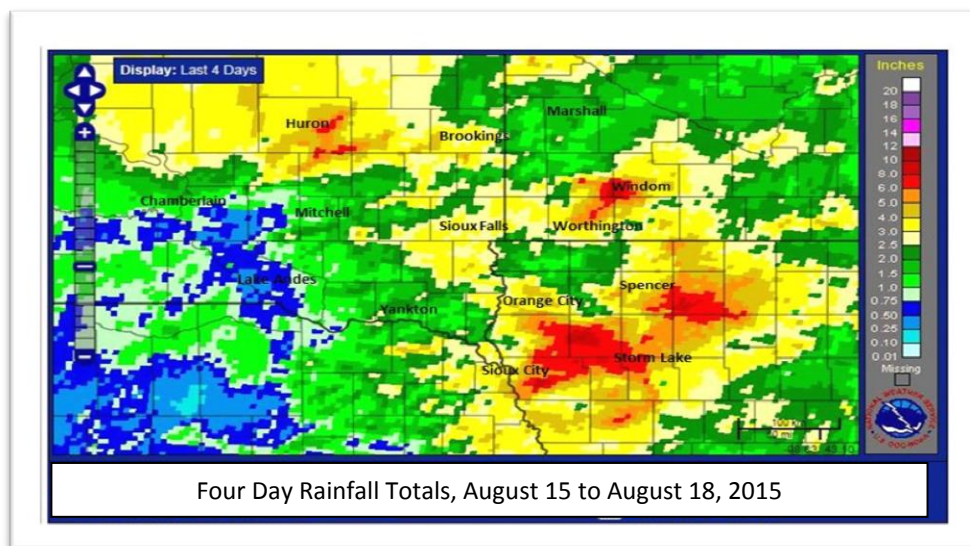 Display: Last 4 Days
Inches
20
18
16
14
12
10
8.0
6.0
5.0
4.0
3.0
2.5
2.0
1.5
1.0
0.75
0.50
0.25
0.10
0.01
Missing
Marshall
Huron
Brookings
Windom
Chamberlain
Mitchell
Sioux Falls
Worthington
Lake Andes
Spencer
Orange City
Yankton
Storm Lake
Sioux City
NATIONAL WEATHER SERVICE
Four Day Rainfall Totals, August 15 to August 18, 2015